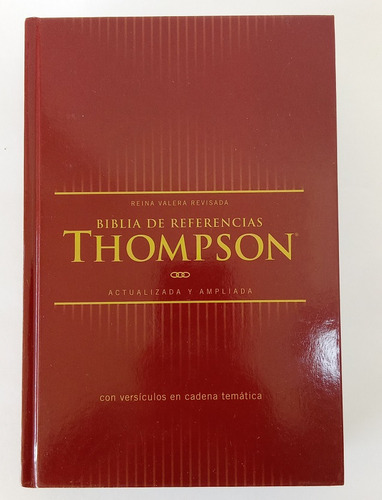 REINA VALERA REVISADA
BIBLIA DE REFERENCIAS
THOMPSON®
ACTUALIZADA Y AMPLIADA
con versículos en cadena temática